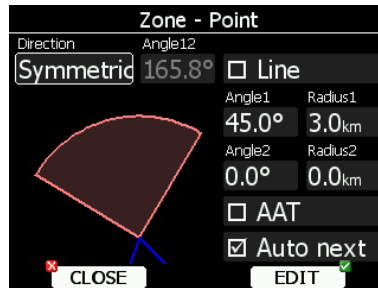 Zone - Point
Direction Angle12
Symmetric 165.8° Line
Angle1 Radius1
45.0° 3.0km
Angle2 Radius2
0.0° 0.0km
AAT
Auto next
CLOSE EDIT